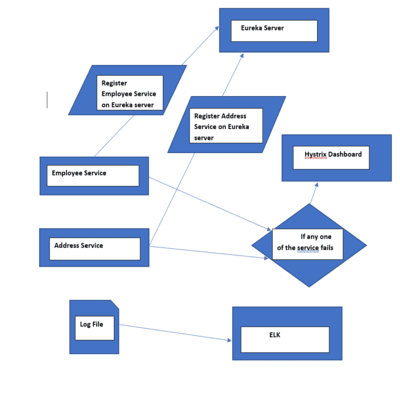 Eureka Server
Register
Employee Service
on Eureka server
Register Address
Service on Eureka
server
Hystrix Dashboard
Employee Service
If any one
of the service fails
Address Service
Log File
ELK